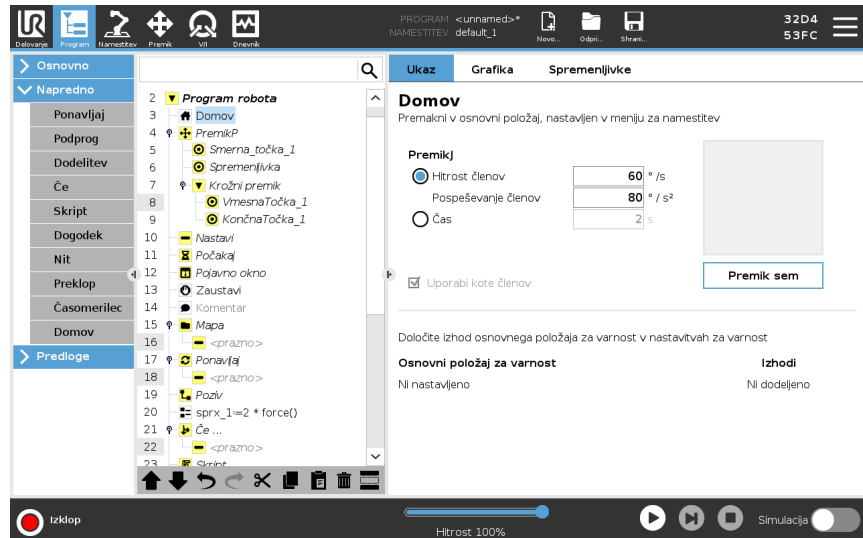 PROGRAM <unnamed>*
NAMESTITEV default_1
Delovanje Program Namestitev Premik V/I Dnevnik
Novo... Odpri... Shrani...
32D4
53FC
Osnovno
Napredno
Ponavljaj
Podprog
Dodelitev
Če
Skript
Dogodek
Nit
Preklop
Časomerilec
Domov
Predloge
2 Program robota
3 Domov
4 PremikP
5 Smerna_točka_1
6 Spremenljivka
7 Krožni premik
8 VmesnaTočka_1
9 KončnaTočka_1
10 Nastavi
11 Počakaj
12 Pojavno okno
13 Zaustavi
14 Komentar
15 Mapa
16 <prazno>
17 Ponavljaj
18 <prazno>
19 Poziv
20 sprx_1≔2 * force()
21 Če ...
22 <prazno>
23 Skript
Ukaz Grafika Spremenljivke
Domov
Premakni v osnovni položaj, nastavljen v meniju za namestitev
PremikJ
Hitrost členov 60 ° /s
Pospeševanje členov 80 ° / s²
Čas 2 s
Uporabi kote členov
Premik sem
Določite izhod osnovnega položaja za varnost v nastavitvah za varnost
Osnovni položaj za varnost Izhodi
Ni nastavljeno Ni dodeljeno
Izklop
Hitrost 100%
Simulacija